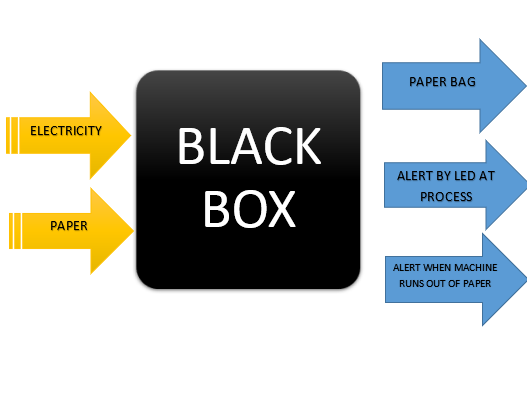 ELECTRICITY
PAPER
BLACK
BOX
PAPER BAG
ALERT BY LED AT
PROCESS
ALERT WHEN MACHINE
RUNS OUT OF PAPER